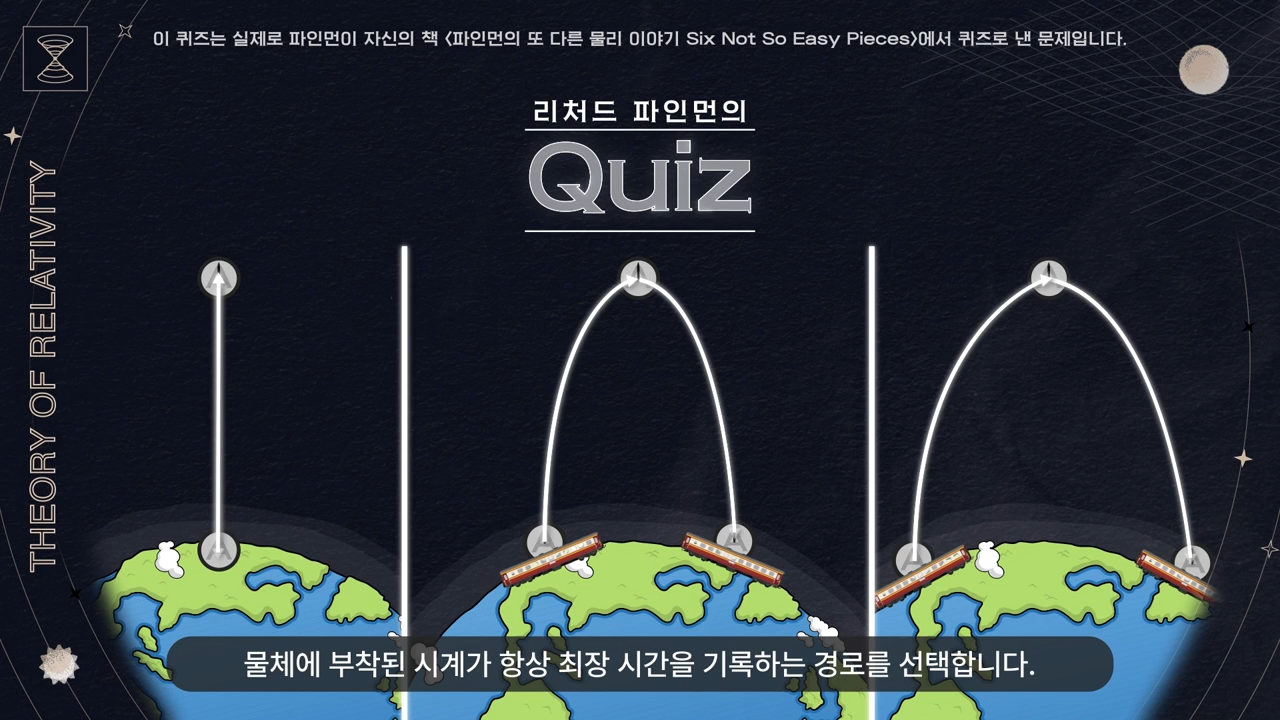 이 퀴즈는 실제로 파인먼이 자신의 책 <파인먼의 또 다른 물리 이야기 Six Not So Easy Pieces>에서 퀴즈로 낸 문제입니다.
리처드 파인먼의
Quiz
THEORY OF RELATIVITY
A
A
A
A
A
A
A
A
물체에 부착된 시계가 항상 최장 시간을 기록하는 경로를 선택합니다.